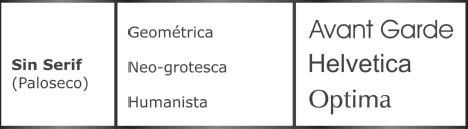 Sin Serif
(Paloseco)
Geométrica
Neo-grotesca
Humanista
Avant Garde
Helvetica
Optima